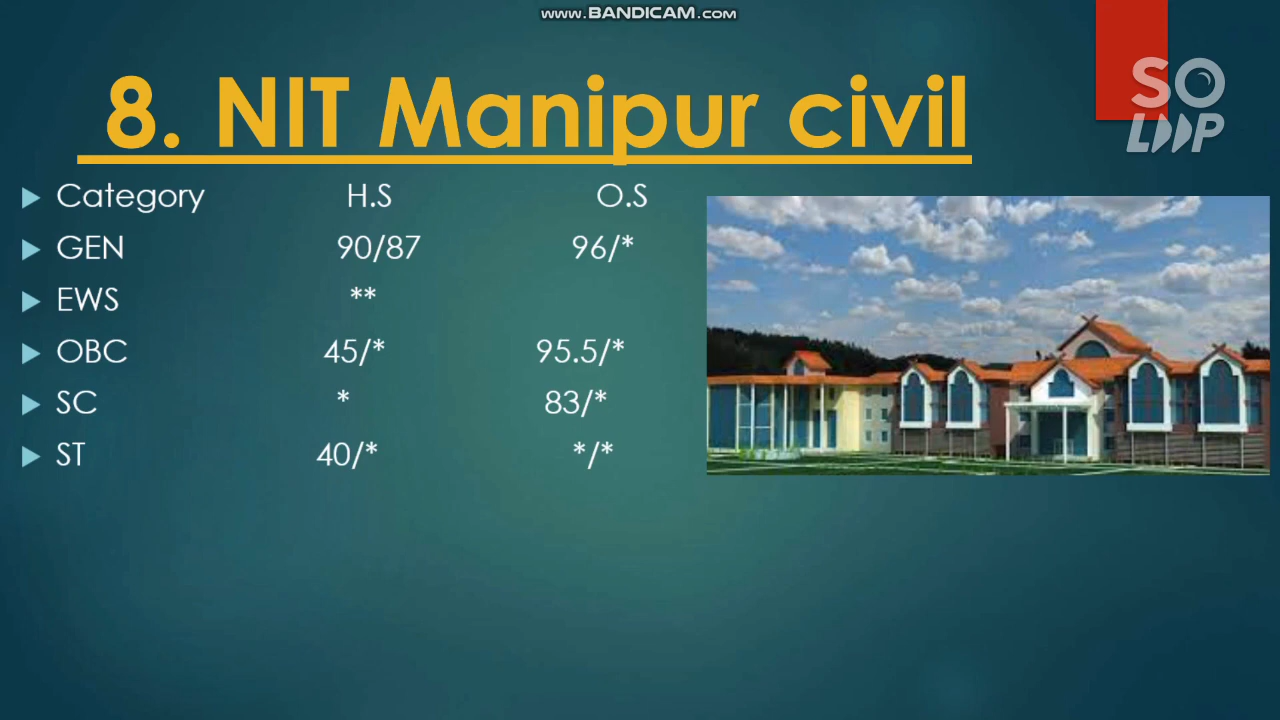 www.BANDICAM.com
SO
LOOP
8. NIT Manipur civil
Category H.S O.S
GEN 90/87 96/*
EWS **
OBC 45/* 95.5/*
SC * 83/*
ST 40/* */*